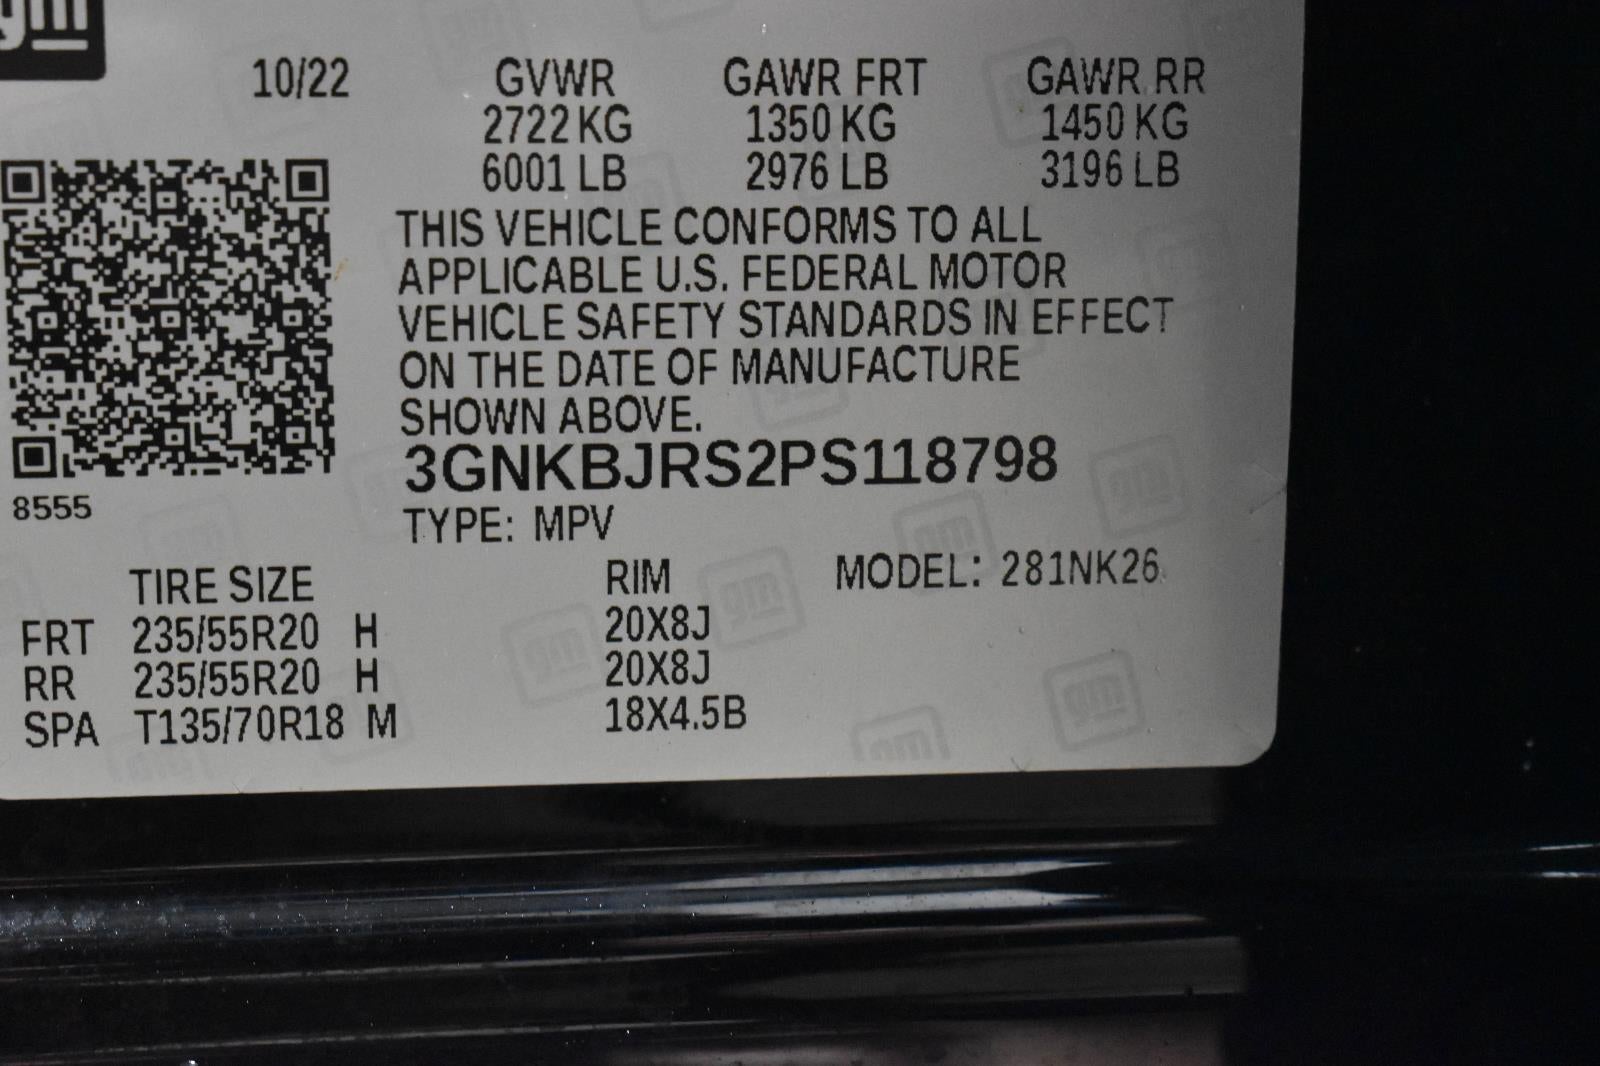 gm
10/22 GVWR GAWR FRT GAWR RR
2722 KG 1350 KG 1450 KG
6001 LB 2976 LB 3196 LB
THIS VEHICLE CONFORMS TO ALL
APPLICABLE U.S. FEDERAL MOTOR
VEHICLE SAFETY STANDARDS IN EFFECT
ON THE DATE OF MANUFACTURE
SHOWN ABOVE.
3GNKBJRS2PS118798
8555
TYPE: MPV
TIRE SIZE RIM MODEL: 281NK26
FRT 235/55R20 H 20X8J
RR 235/55R20 H 20X8J
SPA T135/70R18 M 18X4.5B